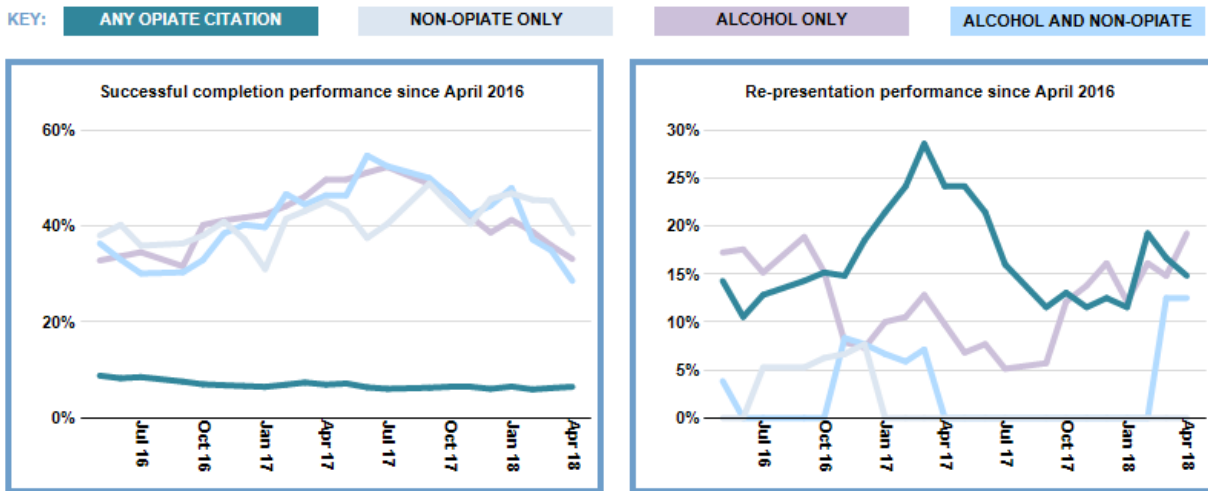 KEY: ANY OPIATE CITATION NON-OPIATE ONLY ALCOHOL ONLY ALCOHOL AND NON-OPIATE
Successful completion performance since April 2016
60%
40%
20%
0%
Jul 16 Oct 16 Jan 17 Apr 17 Jul 17 Oct 17 Jan 18 Apr 18
Re-presentation performance since April 2016
30%
25%
20%
15%
10%
5%
0%
Jul 16 Oct 16 Jan 17 Apr 17 Jul 17 Oct 17 Jan 18 Apr 18